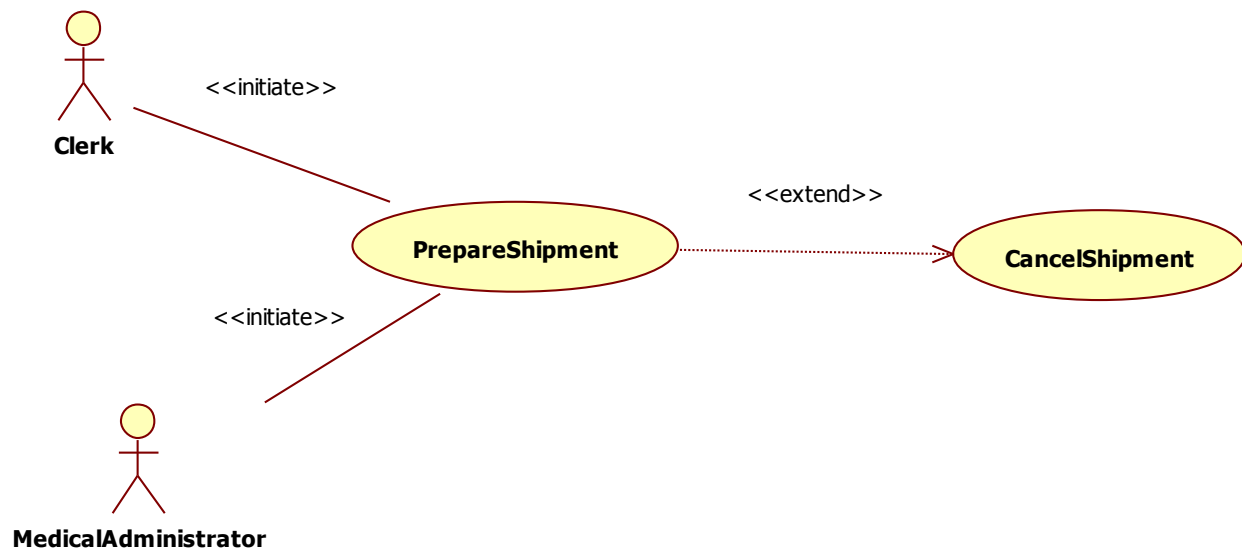 <<initiate>>
Clerk
<<extend>>
PrepareShipment
CancelShipment
<<initiate>>
MedicalAdministrator